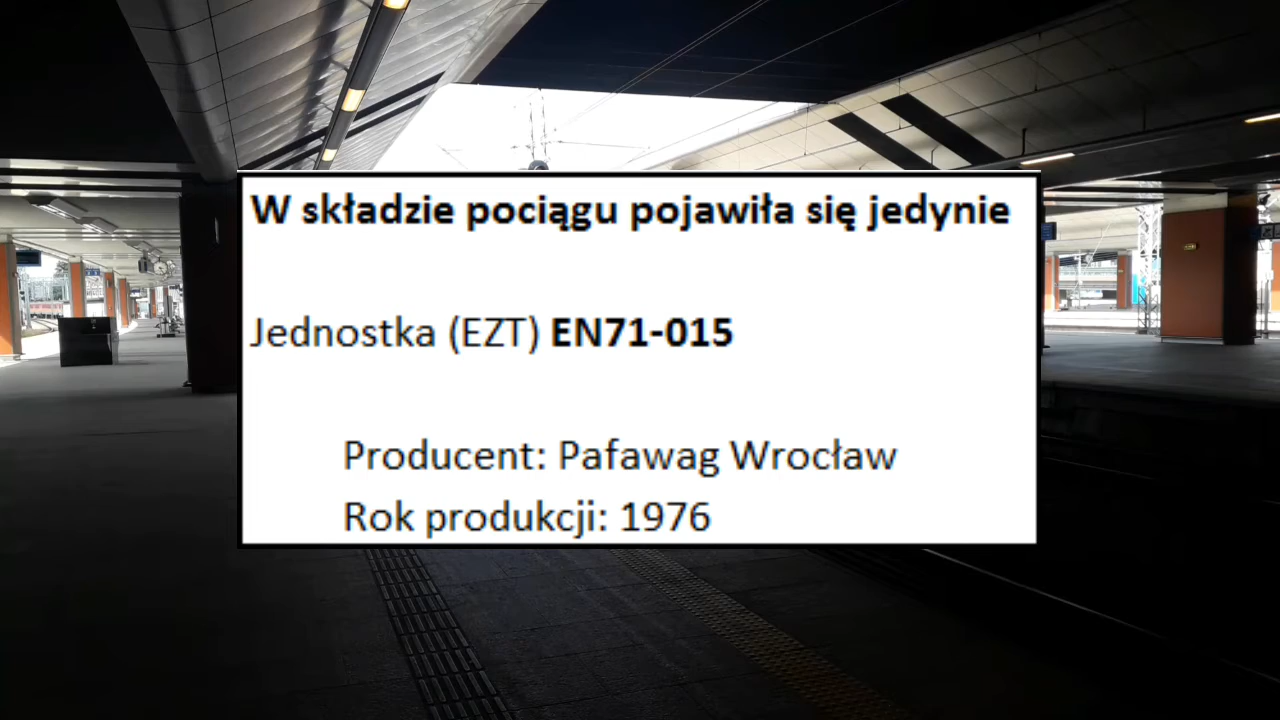 W składzie pociągu pojawiła się jedynie
Jednostka (EZT) EN71-015
Producent: Pafawag Wrocław
Rok produkcji: 1976